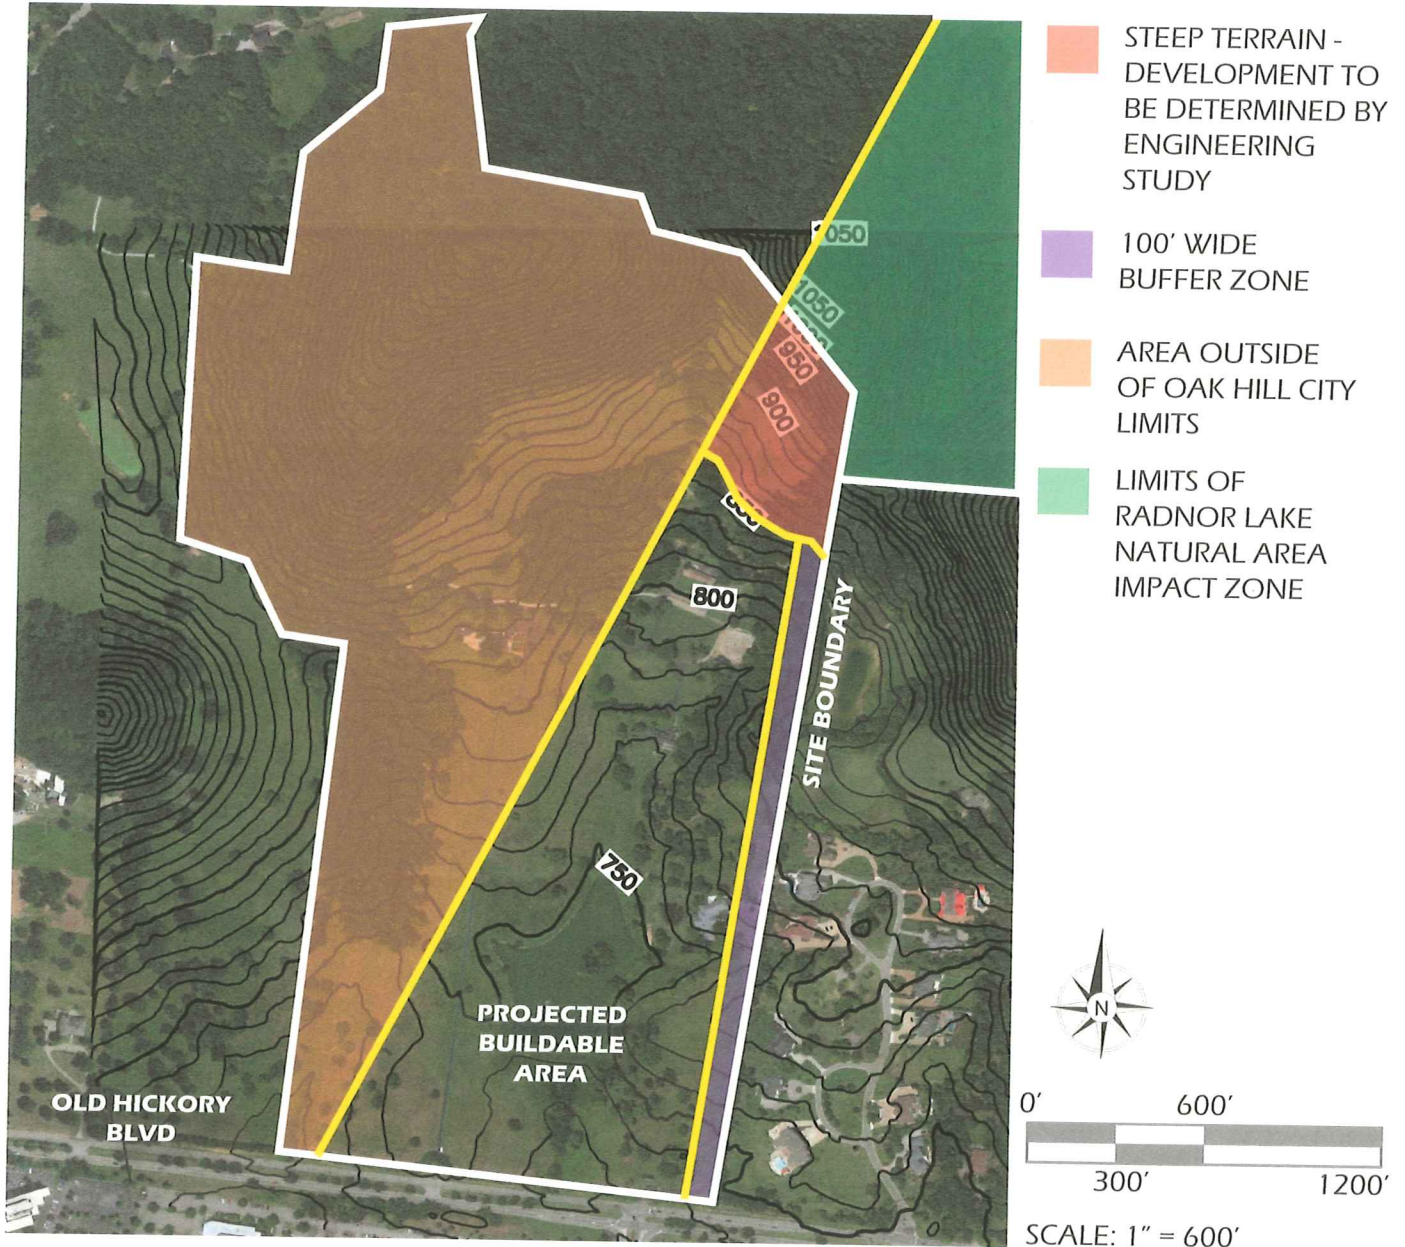 STEEP TERRAIN -
DEVELOPMENT TO
BE DETERMINED BY
ENGINEERING
STUDY
100' WIDE
BUFFER ZONE
AREA OUTSIDE
OF OAK HILL CITY
LIMITS
LIMITS OF
RADNOR LAKE
NATURAL AREA
IMPACT ZONE
1050
1050
950
900
800
SITE BOUNDARY
750
PROJECTED
BUILDABLE
AREA
OLD HICKORY
BLVD
N
0'
600'
300'
1200'
SCALE: 1" = 600'